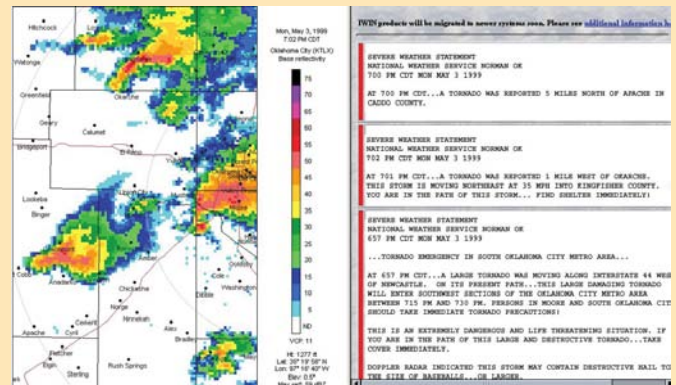 Hitchcock
Watonga
Okarche
Greenfield
Geary
Calumet
Bridgeport
El Reno
Lookeba
Binger
Union City
Anadarko
Amber
Chickasha
Norge
Ninnekah
Cement
Apache
Cyril
Fletcher
Elgin
Sterling
Rush Springs
Alex
Bradley
Dibble
Cole
Washington
Mon, May 3, 1999
7:02 PM CDT
Oklahoma City (KTLX)
Base reflectivity
75
70
65
60
55
50
45
40
35
30
25
20
15
10
5
ND
VCP: 11
Ht: 1277 ft
Elev: 0.5°
IWIN products will be migrated to newer systems soon. Please see additional information
SEVERE WEATHER STATEMENT
NATIONAL WEATHER SERVICE NORMAN OK
700 PM CDT MON MAY 3 1999
AT 700 PM CDT...A TORNADO WAS REPORTED 5 MILES NORTH OF APACHE IN
CADDO COUNTY.
SEVERE WEATHER STATEMENT
NATIONAL WEATHER SERVICE NORMAN OK
702 PM CDT MON MAY 3 1999
AT 701 PM CDT...A TORNADO WAS REPORTED 1 MILE WEST OF OKARCHE.
THIS STORM IS MOVING NORTHEAST AT 35 MPH INTO KINGFISHER COUNTY.
YOU ARE IN THE PATH OF THIS STORM... FIND SHELTER IMMEDIATELY!
SEVERE WEATHER STATEMENT
NATIONAL WEATHER SERVICE NORMAN OK
657 PM CDT MON MAY 3 1999
...TORNADO EMERGENCY IN SOUTH OKLAHOMA CITY METRO AREA...
AT 657 PM CDT...A LARGE TORNADO WAS MOVING ALONG INTERSTATE 44 WES
OF NEWCASTLE. ON ITS PRESENT PATH...THIS LARGE DAMAGING TORNADO
WILL ENTER SOUTHWEST SECTIONS OF THE OKLAHOMA CITY METRO AREA
BETWEEN 715 PM AND 730 PM. PERSONS IN MOORE AND SOUTH OKLAHOMA CIT
SHOULD TAKE IMMEDIATE TORNADO PRECAUTIONS!
THIS IS AN EXTREMELY DANGEROUS AND LIFE THREATENING SITUATION. IF
YOU ARE IN THE PATH OF THIS LARGE AND DESTRUCTIVE TORNADO...TAKE
COVER IMMEDIATELY.
DOPPLER RADAR INDICATED THIS STORM MAY CONTAIN DESTRUCTIVE HAIL TO
THE SIZE OF BASEBALLS...OR LARGER.